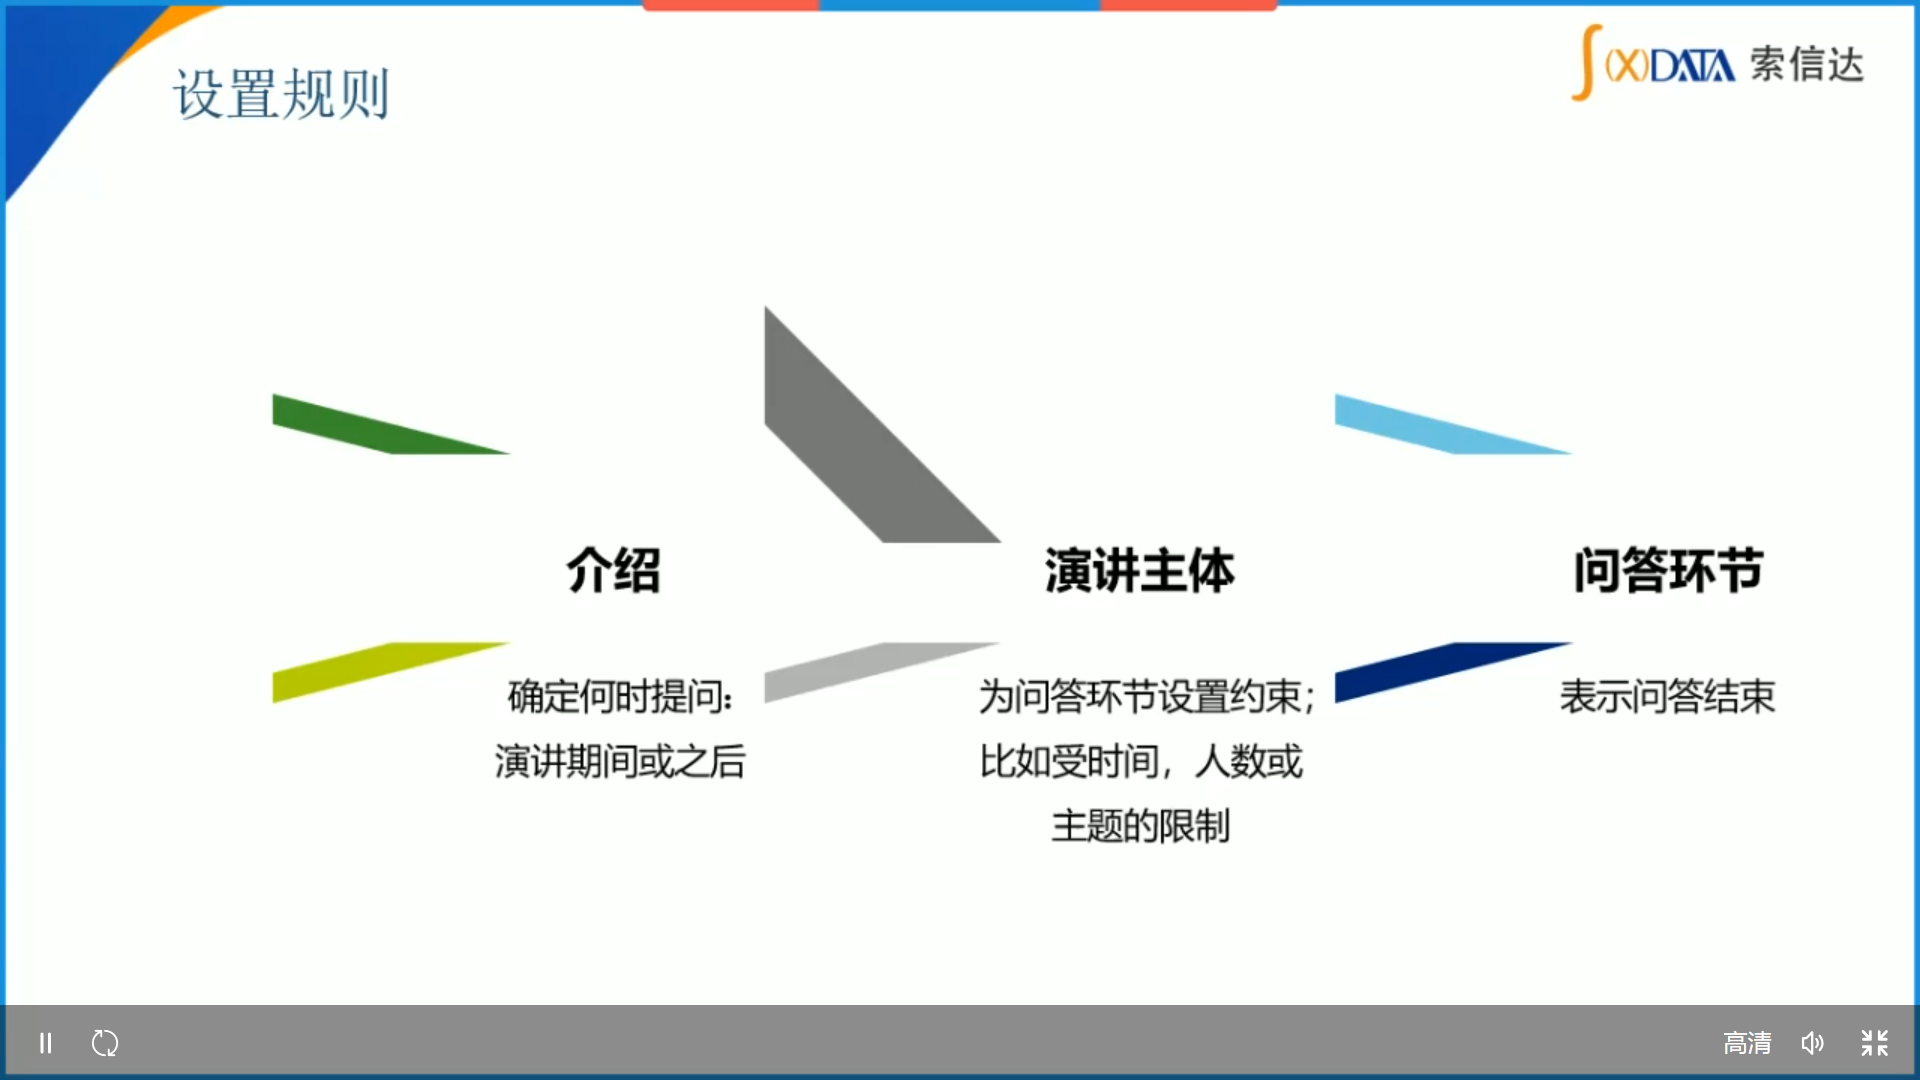 设置规则
∫(X)DATA 索信达
介绍
确定何时提问：
演讲期间或之后
演讲主体
为问答环节设置约束；
比如受时间，人数或
主题的限制
问答环节
表示问答结束
高清